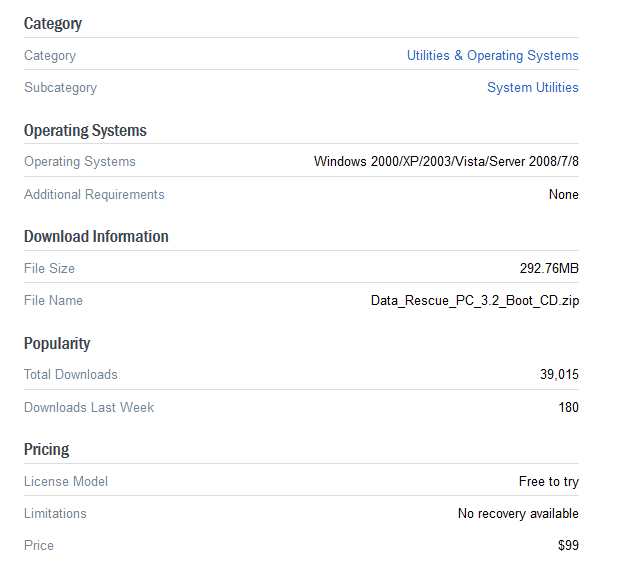 Category
Category Utilities & Operating Systems
Subcategory System Utilities
Operating Systems
Operating Systems Windows 2000/XP/2003/Vista/Server 2008/7/8
Additional Requirements None
Download Information
File Size 292.76MB
File Name Data_Rescue_PC_3.2_Boot_CD.zip
Popularity
Total Downloads 39,015
Downloads Last Week 180
Pricing
License Model Free to try
Limitations No recovery available
Price $99